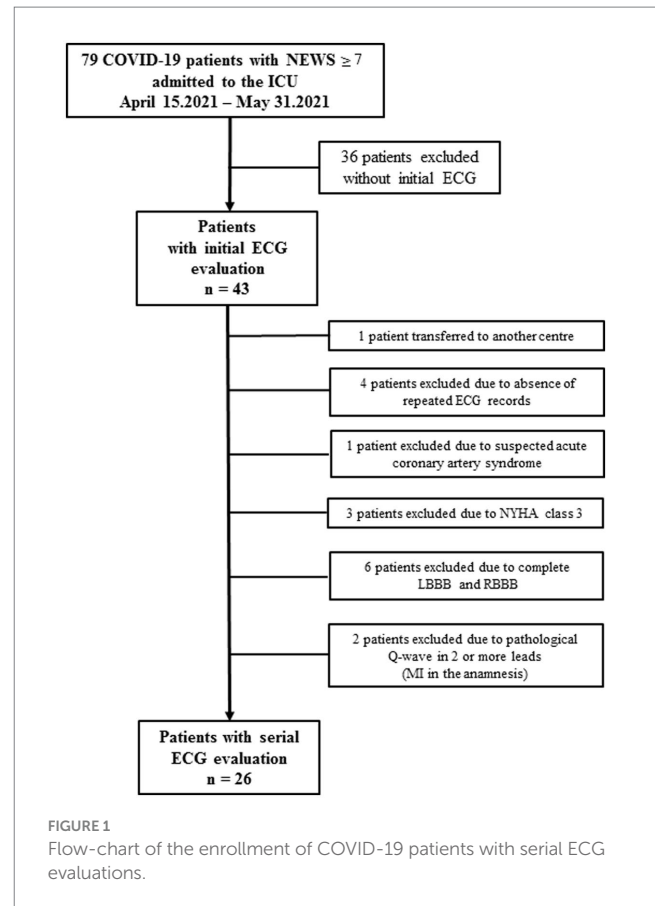 79 COVID-19 patients with NEWS ≥ 7
admitted to the ICU
April 15.2021 – May 31.2021
36 patients excluded
without initial ECG
Patients
with initial ECG
evaluation
n = 43
1 patient transferred to another centre
4 patients excluded due to absence of
repeated ECG records
1 patient excluded due to suspected acute
coronary artery syndrome
3 patients excluded due to NYHA class 3
6 patients excluded due to complete
LBBB and RBBB
2 patients excluded due to pathological
Q-wave in 2 or more leads
(MI in the anamnesis)
Patients with serial
ECG evaluation
n = 26
FIGURE 1
Flow-chart of the enrollment of COVID-19 patients with serial ECG
evaluations.